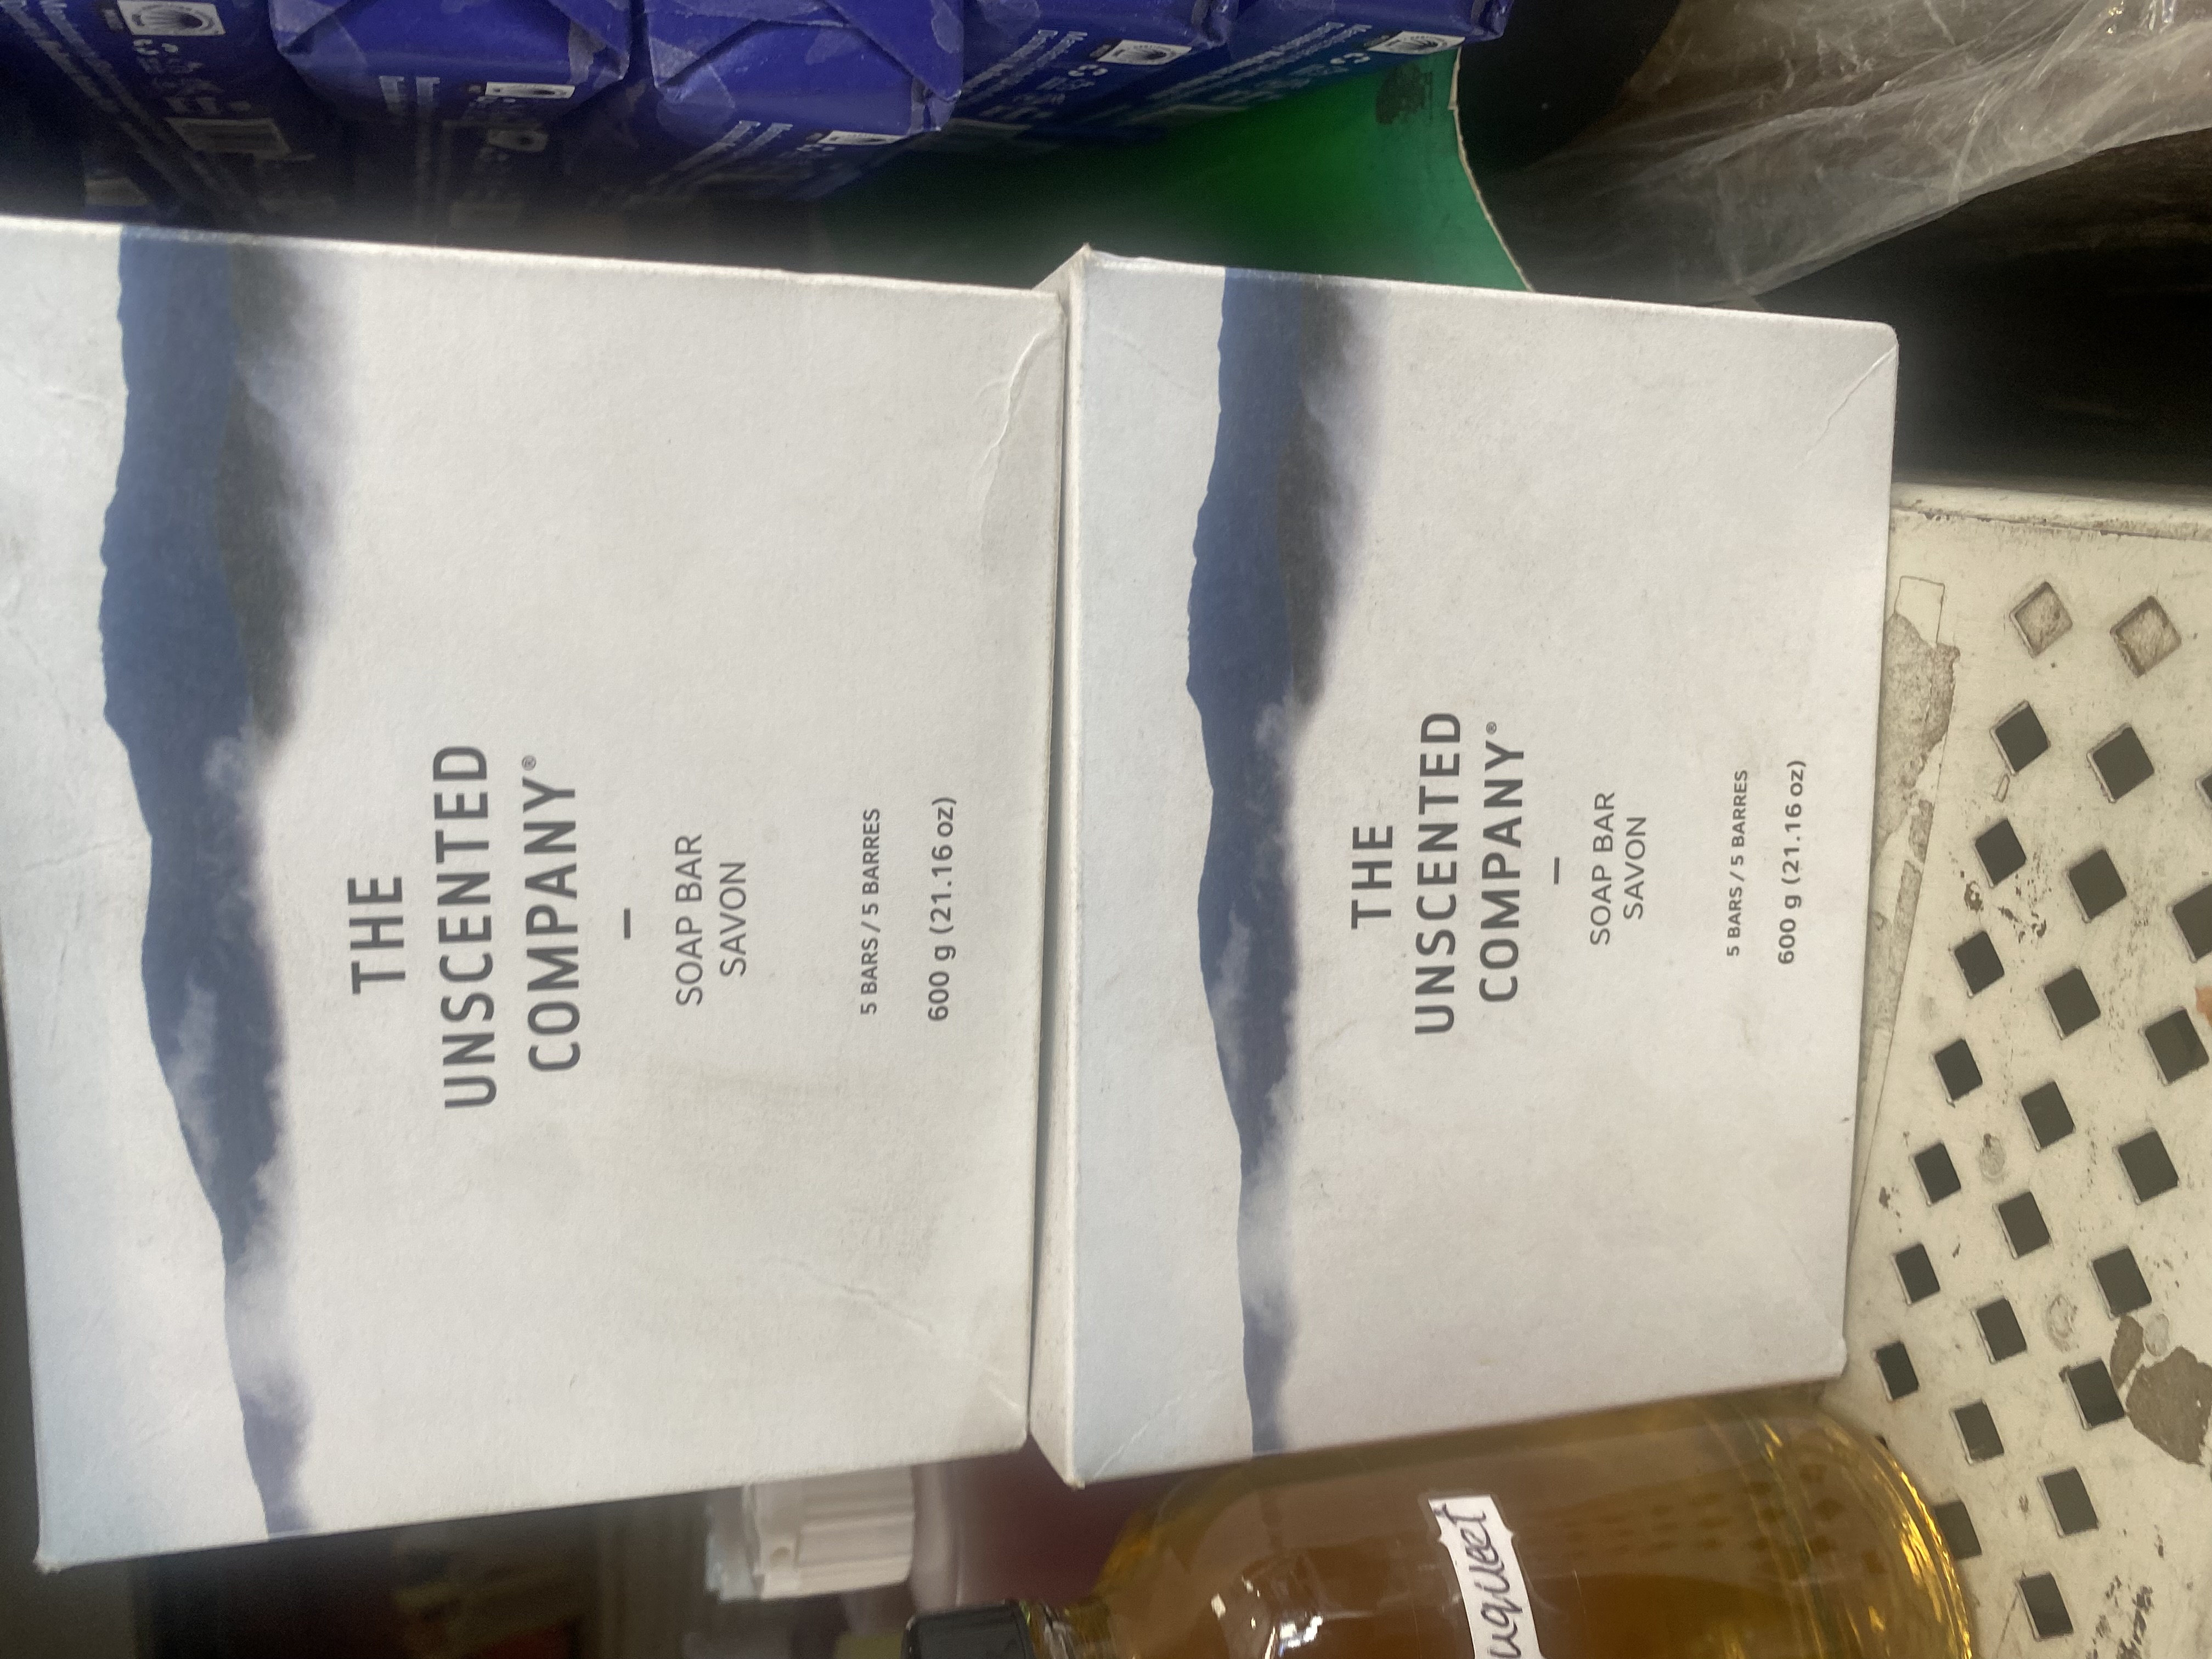 THE
UNSCENTED
COMPANY®
SOAP BAR
SAVON
5 BARS / 5 BARRES
600 g (21.16 oz)
THE
UNSCENTED
COMPANY®
SOAP BAR
SAVON
5 BARS / 5 BARRES
600 g (21.16 oz)
uquet